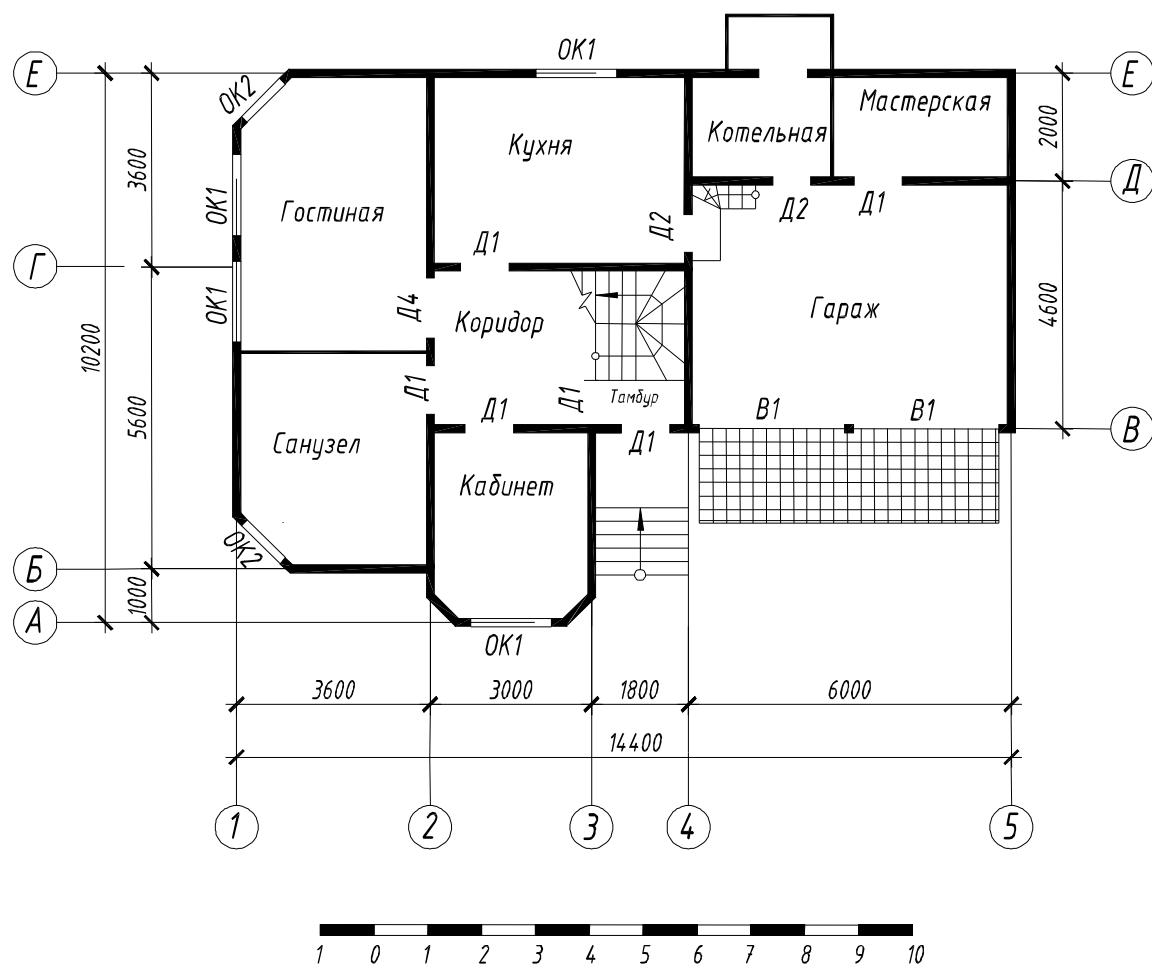 ОК1
Е
Е
ОК2
Мастерская
Котельная
Кухня
2000
3600
Д
ОК1
Гостиная
Д2
Д2
Д1
Д1
Г
ОК1
Д4
Коридор
Гараж
4600
10200
5600
Д1
Д1
Тамбур
В1
В1
Д1
Д1
В
Санузел
Кабинет
ОК2
Б
1000
А
ОК1
3600
3000
1800
6000
14400
1
2
3
4
5
1 0 1 2 3 4 5 6 7 8 9 10